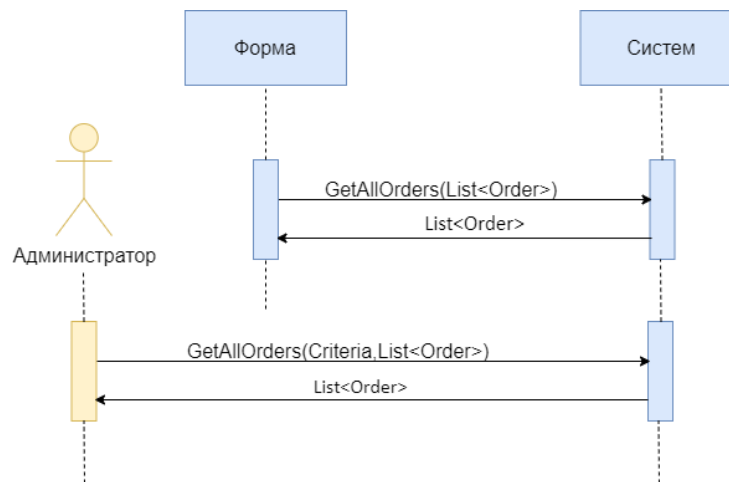 Форма
Систем
GetAllOrders(List<Order>)
List<Order>
Администратор
GetAllOrders(Criteria,List<Order>)
List<Order>